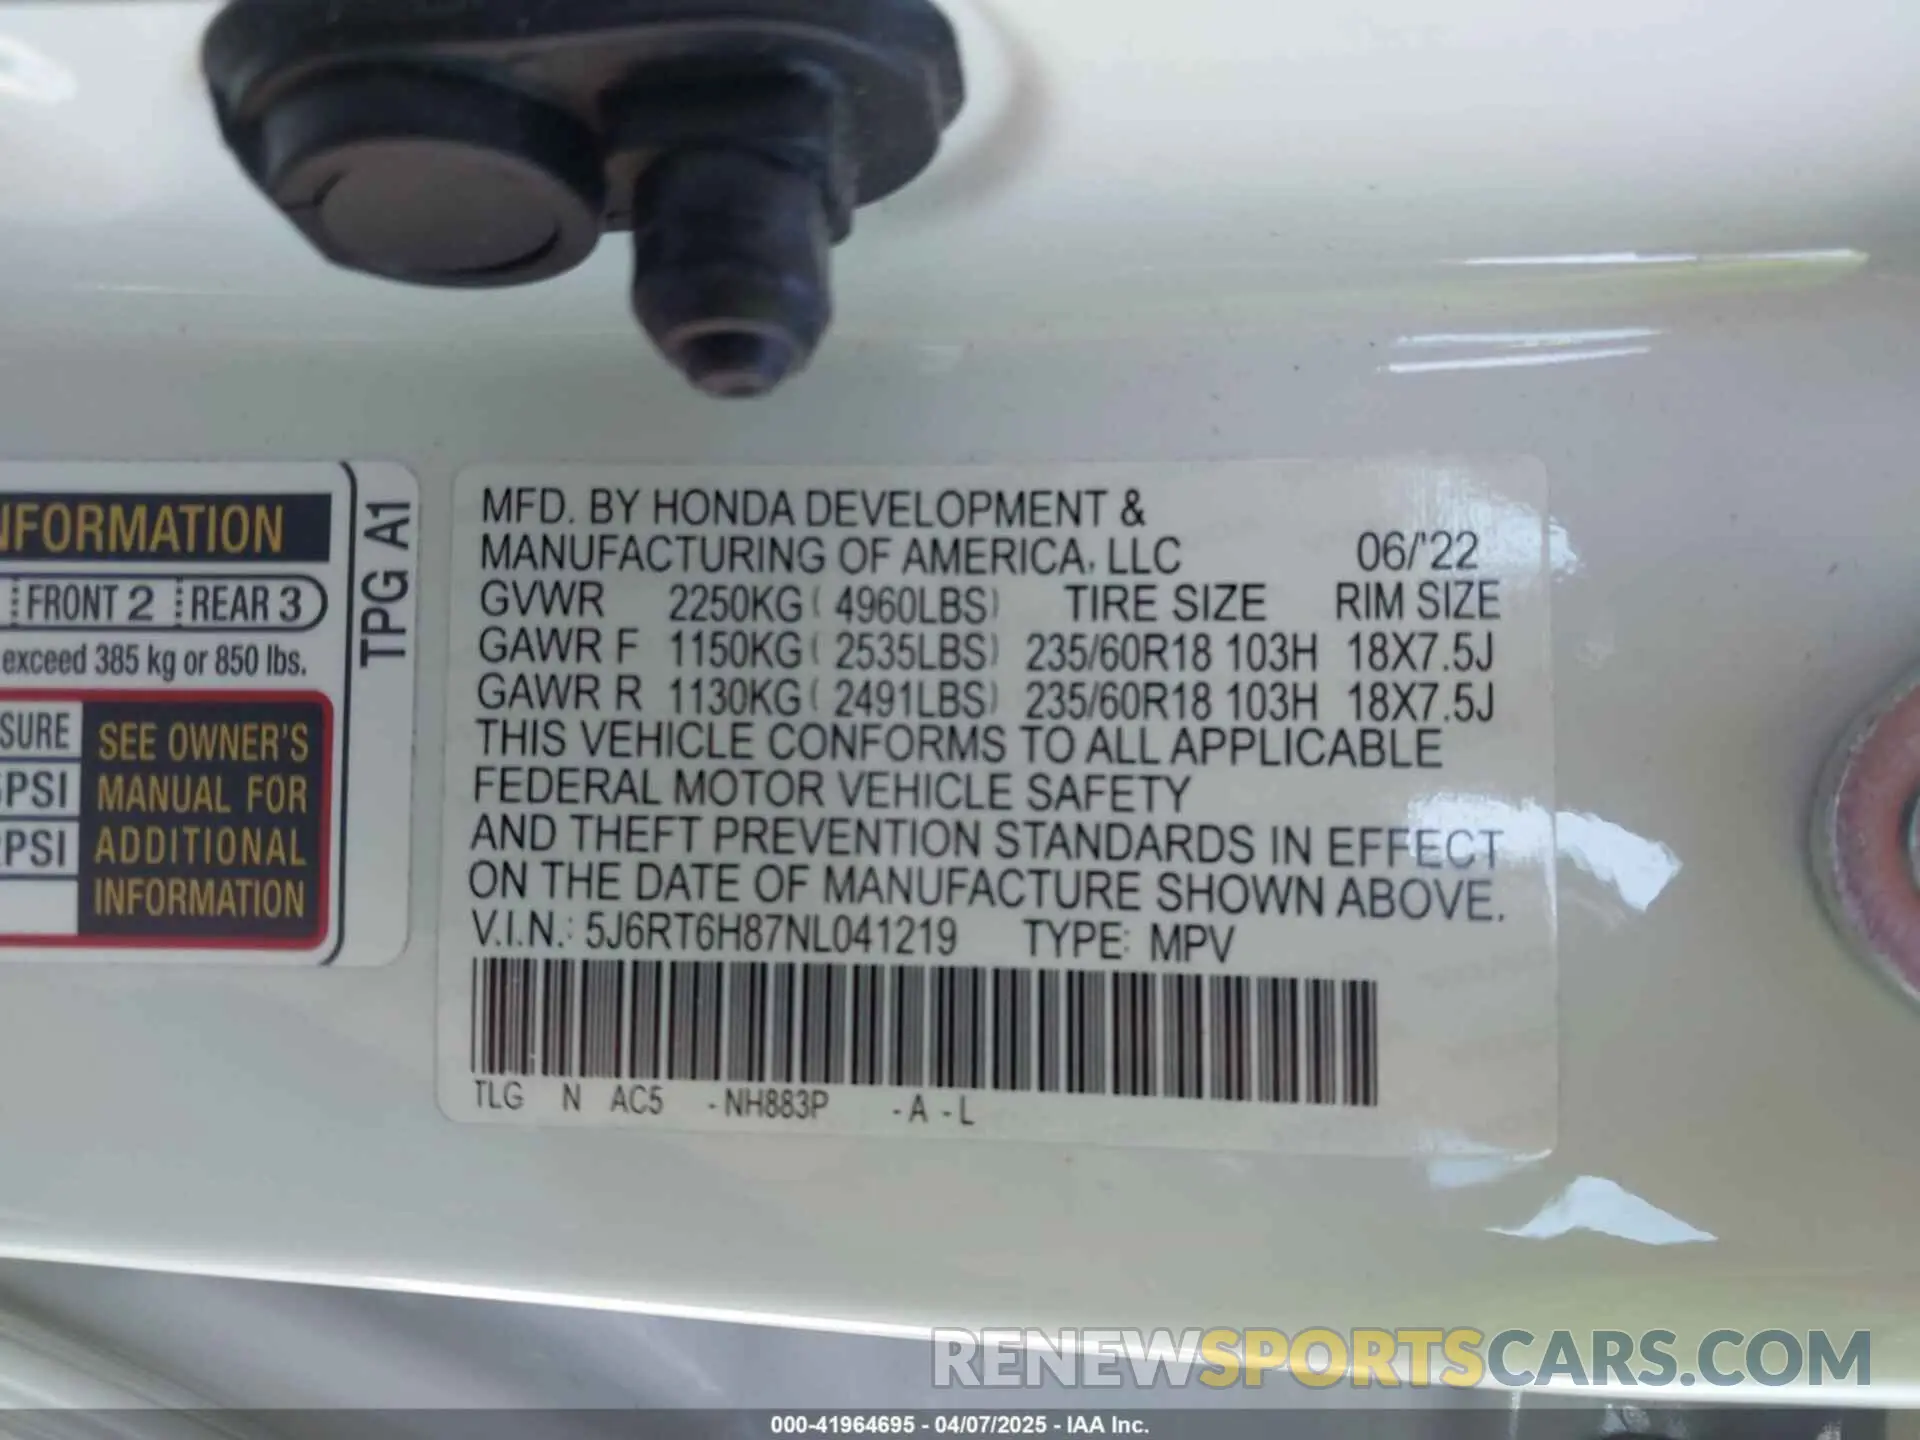 NFORMATION
FRONT 2 REAR 3
exceed 385 kg or 850 lbs.
SURE
PSI
PSI
SEE OWNER'S
MANUAL FOR
ADDITIONAL
INFORMATION
TPG A1
MFD. BY HONDA DEVELOPMENT &
MANUFACTURING OF AMERICA, LLC 06/'22
GVWR 2250KG ( 4960LBS) TIRE SIZE RIM SIZE
GAWR F 1150KG ( 2535LBS) 235/60R18 103H 18X7.5J
GAWR R 1130KG ( 2491LBS) 235/60R18 103H 18X7.5J
THIS VEHICLE CONFORMS TO ALL APPLICABLE
FEDERAL MOTOR VEHICLE SAFETY
AND THEFT PREVENTION STANDARDS IN EFFECT
ON THE DATE OF MANUFACTURE SHOWN ABOVE.
V.I.N.: 5J6RT6H87NL041219 TYPE: MPV
TLG N AC5 -NH883P -A -L
RENEWSPORTSCARS.COM
000-41964695 - 04/07/2025 - IAA Inc.